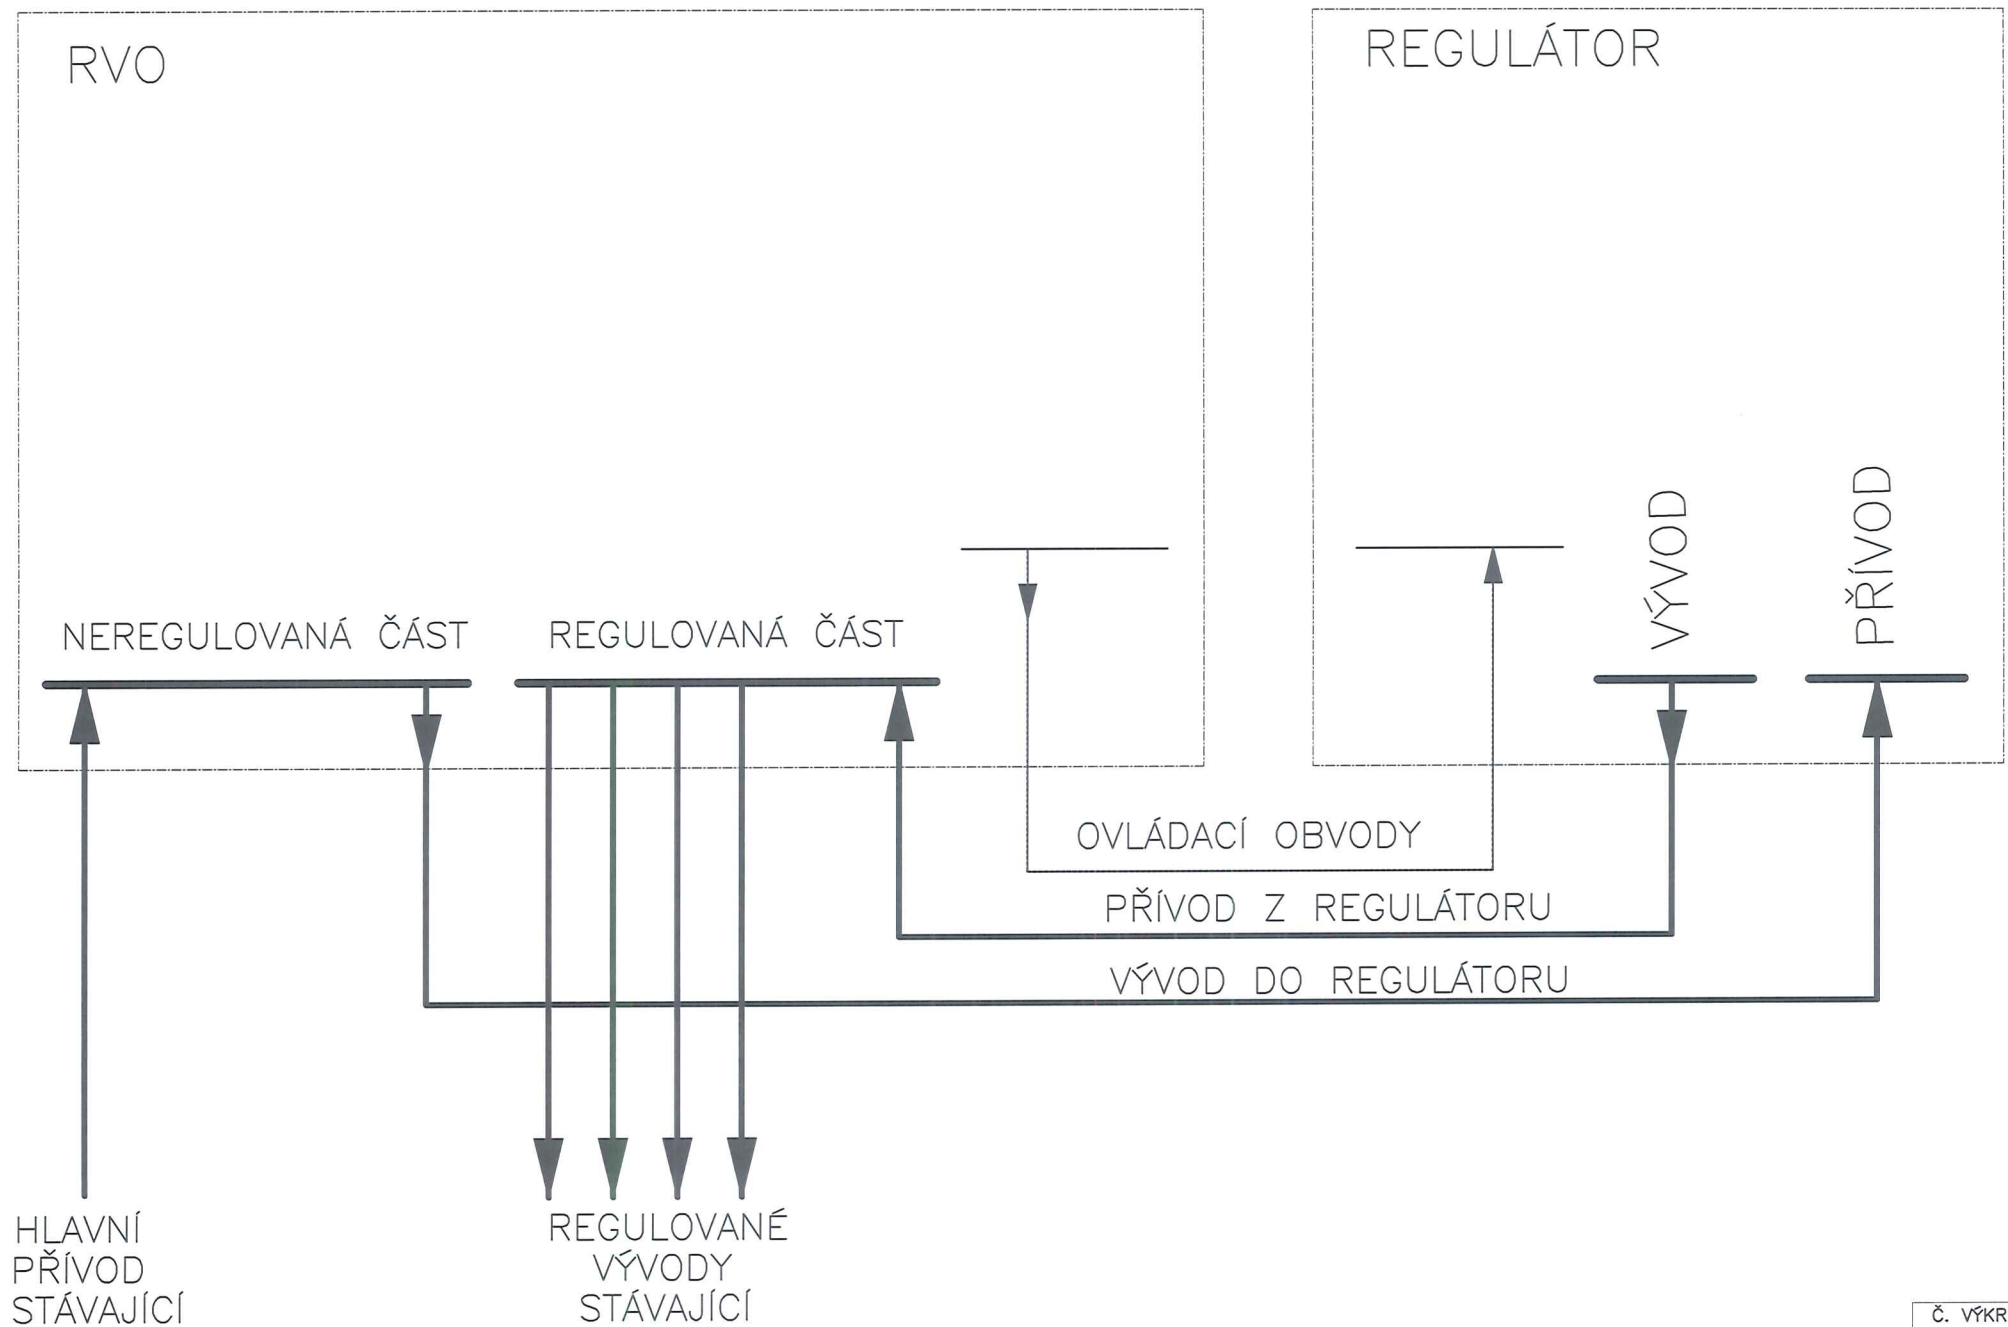 RVO
REGULÁTOR
VÝVOD
PŘÍVOD
NEREGULOVANÁ ČÁST
REGULOVANÁ ČÁST
OVLÁDACÍ OBVODY
PŘÍVOD Z REGULÁTORU
VÝVOD DO REGULÁTORU
HLAVNÍ
PŘÍVOD
STÁVAJÍCÍ
REGULOVANÉ
VÝVODY
STÁVAJÍCÍ
Č. VÝKR